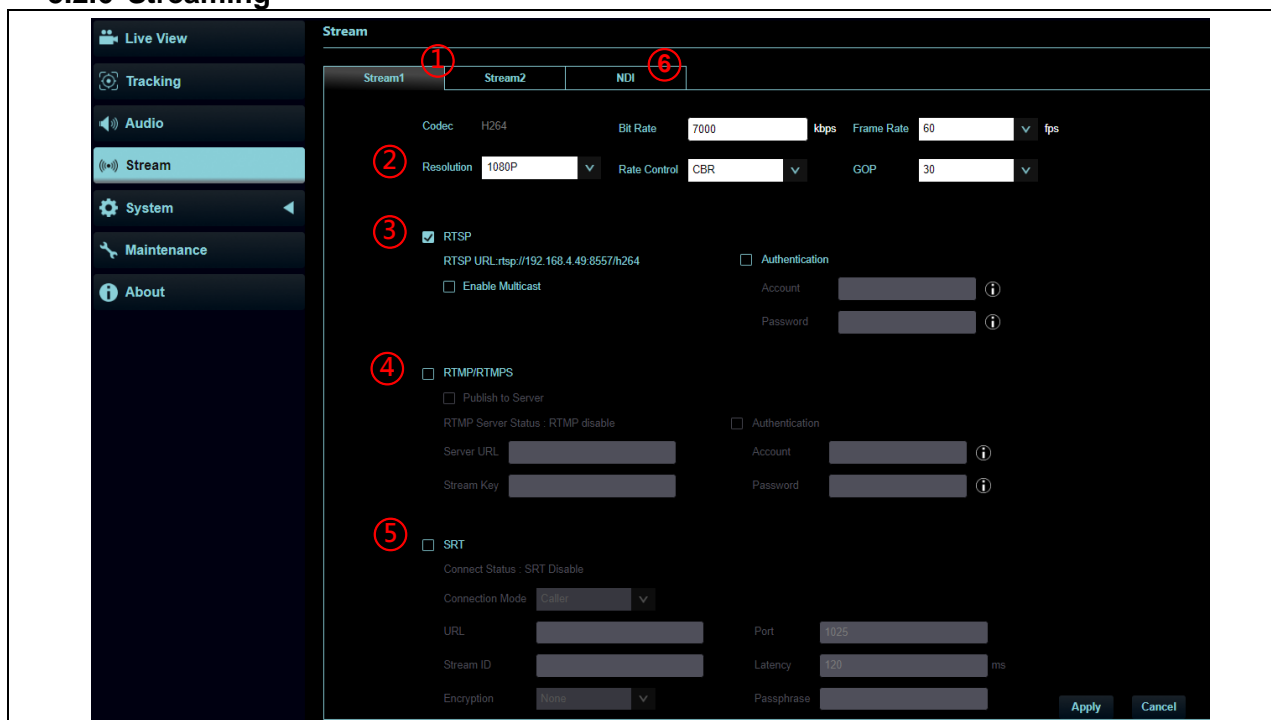 Streaming
Live View
Tracking
Audio
Stream
System
Maintenance
About
Stream
1
6
Stream1 Stream2 NDI
Codec H264 Bit Rate 7000 kbps Frame Rate 60 fps
2 Resolution 1080P Rate Control CBR GOP 30
3 RTSP
RTSP URL:rtsp://192.168.4.49:8557/h264 Authentication
Enable Multicast Account
Password
4 RTMP/RTMPS
Publish to Server
RTMP Server Status : RTMP disable Authentication
Server URL Account
Stream Key Password
5 SRT
Connect Status : SRT Disable
Connection Mode Caller
URL Port 1025
Stream ID Latency 120 ms
Encryption None Passphrase
Apply Cancel